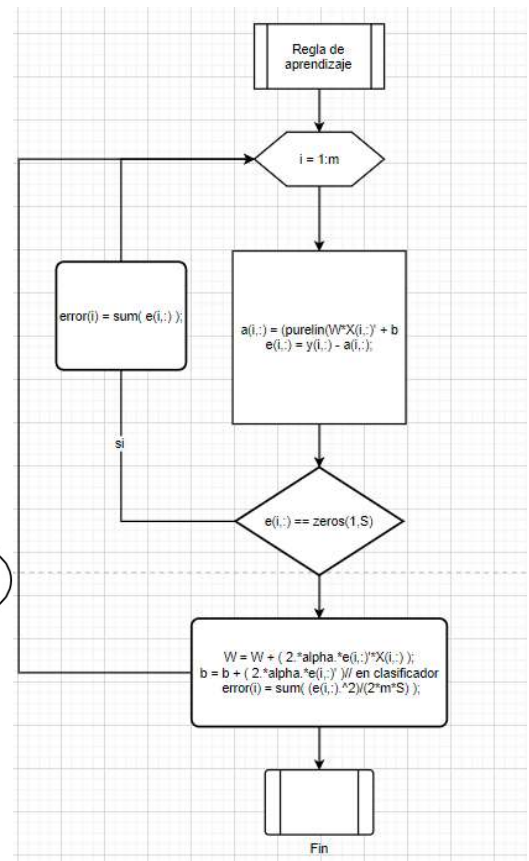 Regla de
aprendizaje
i = 1:m
error(i) = sum( e(i,:) );
a(i,:) = (purelin(W*X(i,:)' + b
e(i,:) = y(i,:) - a(i,:);
si
e(i,:) == zeros(1,S)
W = W + ( 2.*alpha.*e(i,:)'*X(i,:) );
b = b + ( 2.*alpha.*e(i,:)' )// en clasificador
error(i) = sum( (e(i,:).^2)/(2*m*S) );
Fin